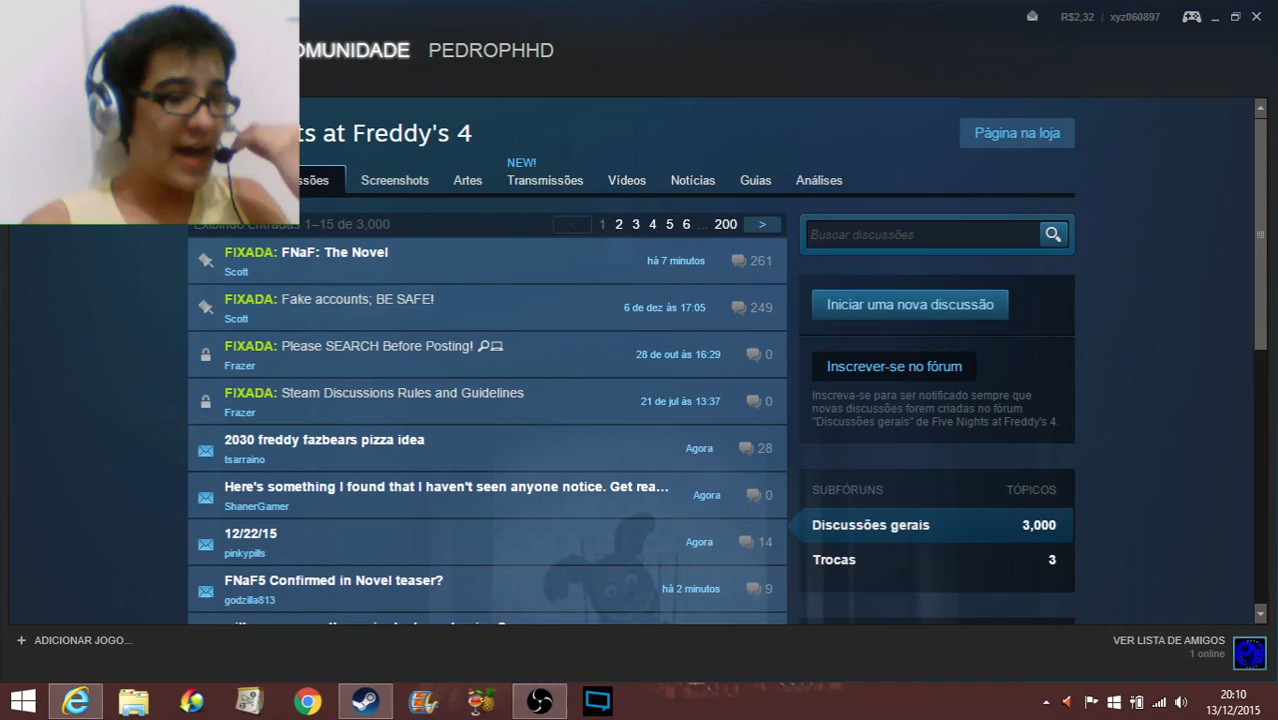 R$2,32 | xyz060897
OMUNIDADE PEDROPHHD
ts at Freddy's 4
Página na loja
NEW!
ssões Screenshots Artes Transmissões Vídeos Notícias Guias Análises
Exibindo entradas 1–15 de 3,000
< 1 2 3 4 5 6 ... 200 >
Buscar discussões
FIXADA: FNaF: The Novel
Scott
há 7 minutos 261
FIXADA: Fake accounts; BE SAFE!
Scott
6 de dez às 17:05 249
FIXADA: Please SEARCH Before Posting!
Frazer
28 de out às 16:29 0
FIXADA: Steam Discussions Rules and Guidelines
Frazer
21 de jul às 13:37 0
2030 freddy fazbears pizza idea
tsarraino
Agora 28
Here's something I found that I haven't seen anyone notice. Get rea...
ShanerGamer
Agora 0
12/22/15
pinkypills
Agora 14
FNaF5 Confirmed in Novel teaser?
godzilla813
há 2 minutos 9
Iniciar uma nova discussão
Inscrever-se no fórum
Inscreva-se para ser notificado sempre que
novas discussões forem criadas no fórum
"Discussões gerais" de Five Nights at Freddy's 4.
SUBFÓRUNS TÓPICOS
Discussões gerais 3,000
Trocas 3
+ ADICIONAR JOGO...
VER LISTA DE AMIGOS
1 online
20:10
13/12/2015